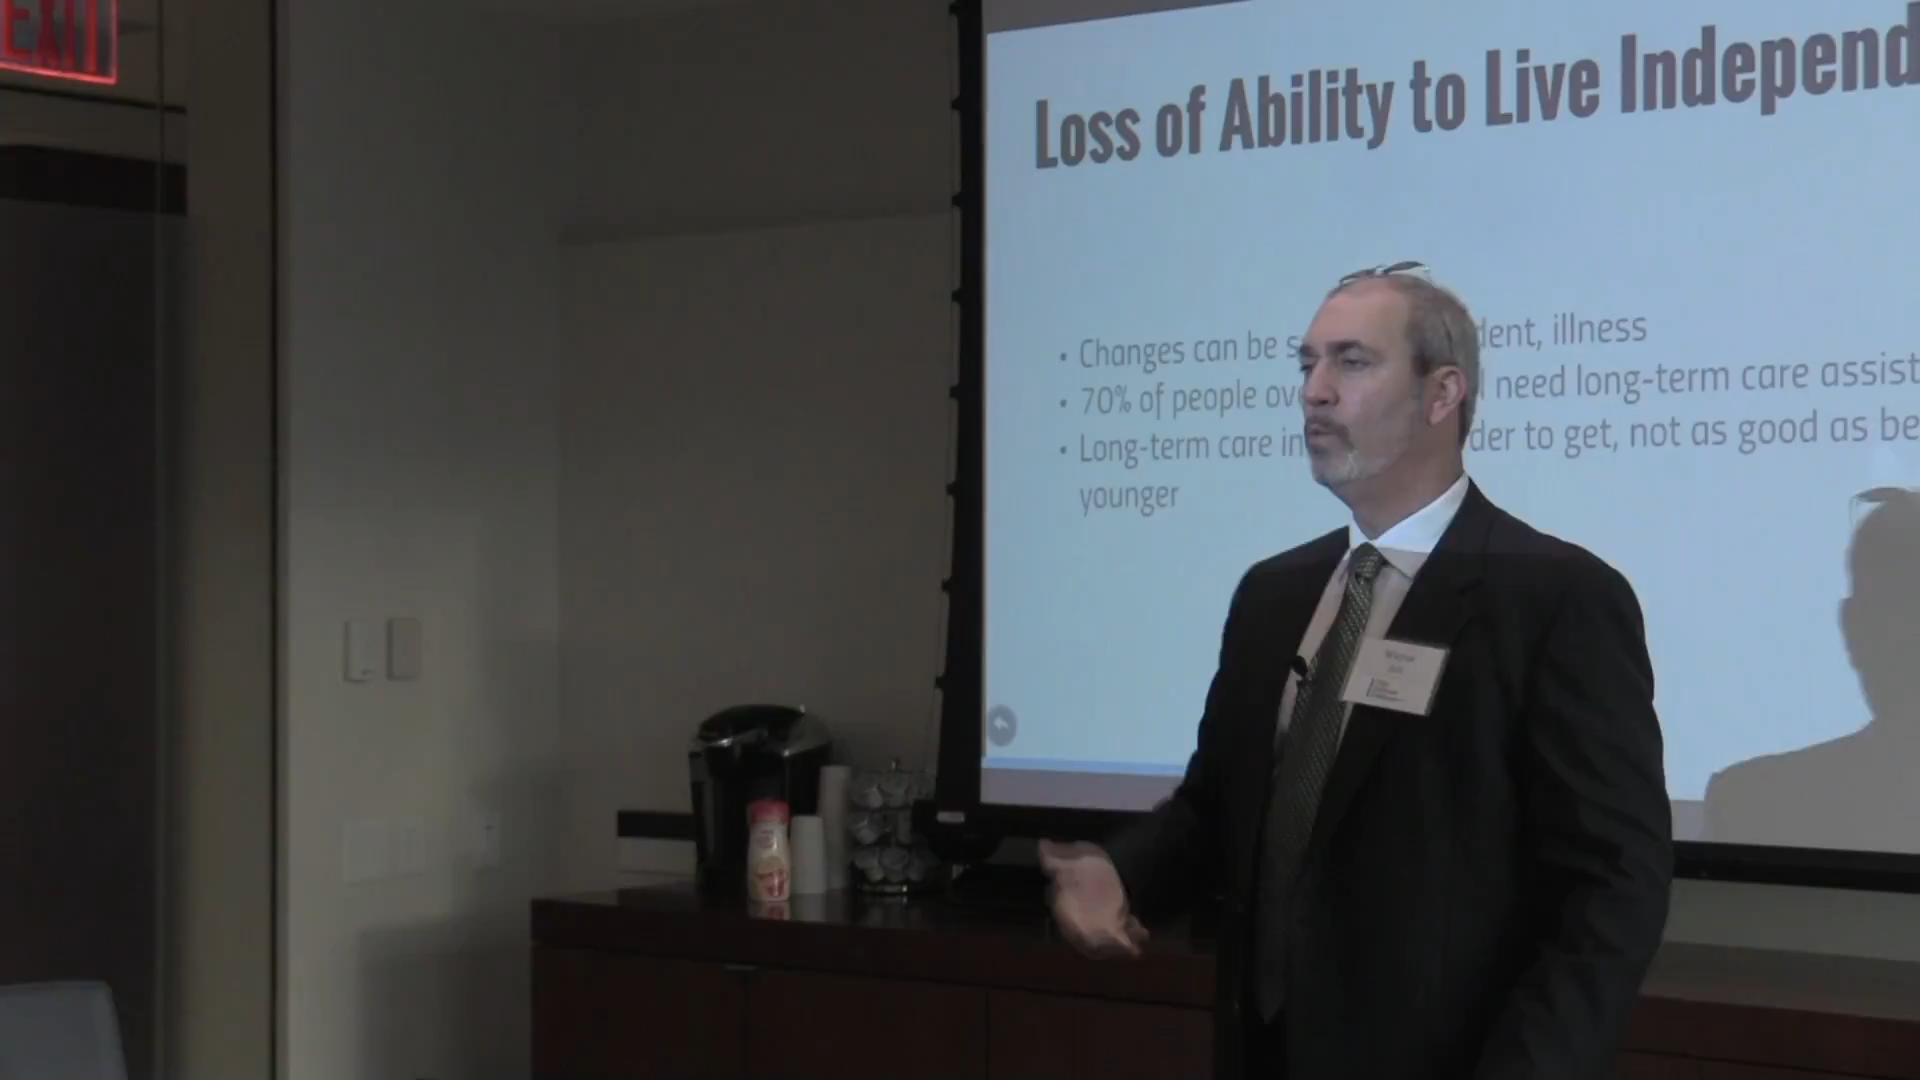 EXIT
Loss of Ability to Live Independ
• Changes can be s dent, illness
• 70% of people ov need long-term care assist
• Long-term care in der to get, not as good as be
younger